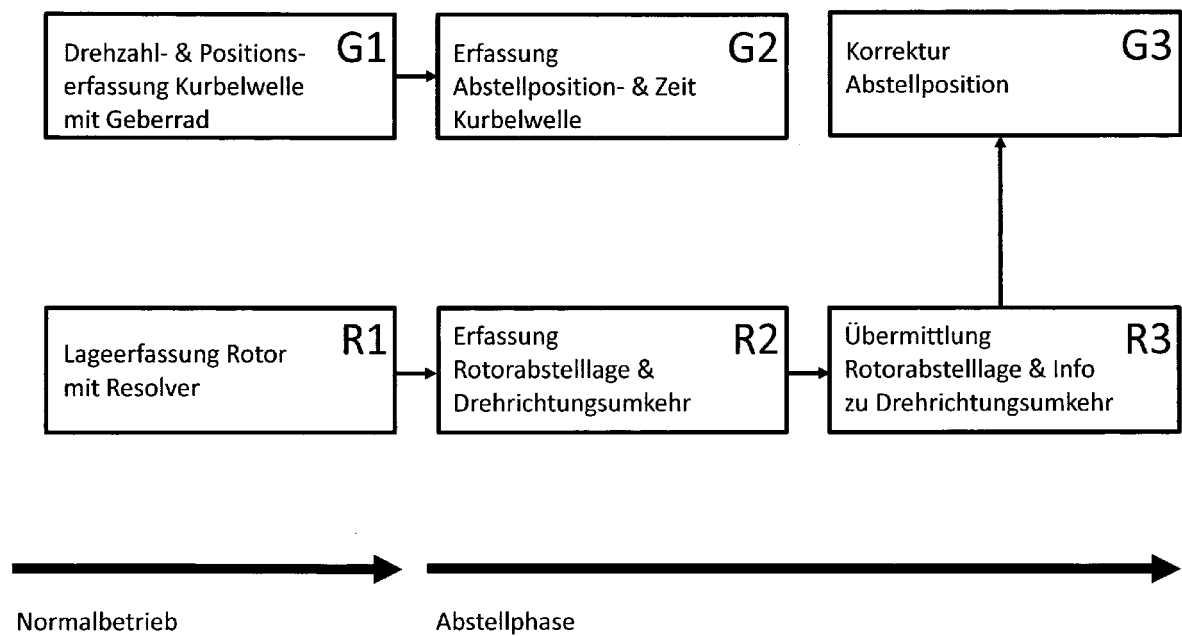 Drehzahl- & Positions-
erfassung Kurbelwelle
mit Geberrad
G1
Erfassung
Abstellposition- & Zeit
Kurbelwelle
G2
Korrektur
Abstellposition
G3
Lageerfassung Rotor
mit Resolver
R1
Erfassung
Rotorabstelllage &
Drehrichtungsumkehr
R2
Übermittlung
Rotorabstelllage & Info
zu Drehrichtungsumkehr
R3
Normalbetrieb
Abstellphase